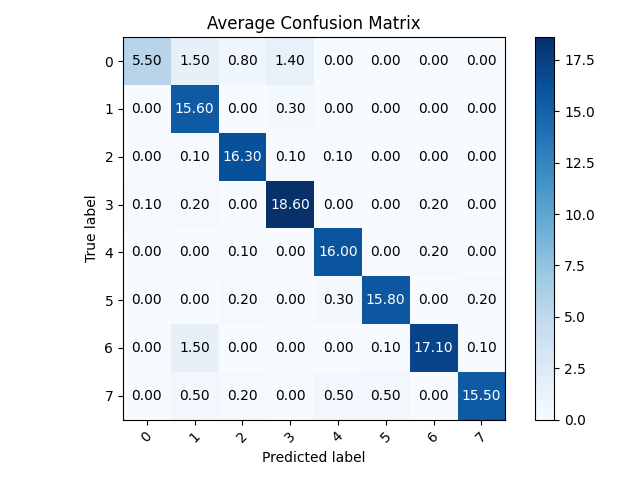 Average Confusion Matrix
0 5.50 1.50 0.80 1.40 0.00 0.00 0.00 0.00
1 0.00 15.60 0.00 0.30 0.00 0.00 0.00 0.00
2 0.00 0.10 16.30 0.10 0.10 0.00 0.00 0.00
3 0.10 0.20 0.00 18.60 0.00 0.00 0.20 0.00
4 0.00 0.00 0.10 0.00 16.00 0.00 0.20 0.00
5 0.00 0.00 0.20 0.00 0.30 15.80 0.00 0.20
6 0.00 1.50 0.00 0.00 0.00 0.10 17.10 0.10
7 0.00 0.50 0.20 0.00 0.50 0.50 0.00 15.50
0 1 2 3 4 5 6 7
Predicted label
True label
17.5
15.0
12.5
10.0
7.5
5.0
2.5
0.0